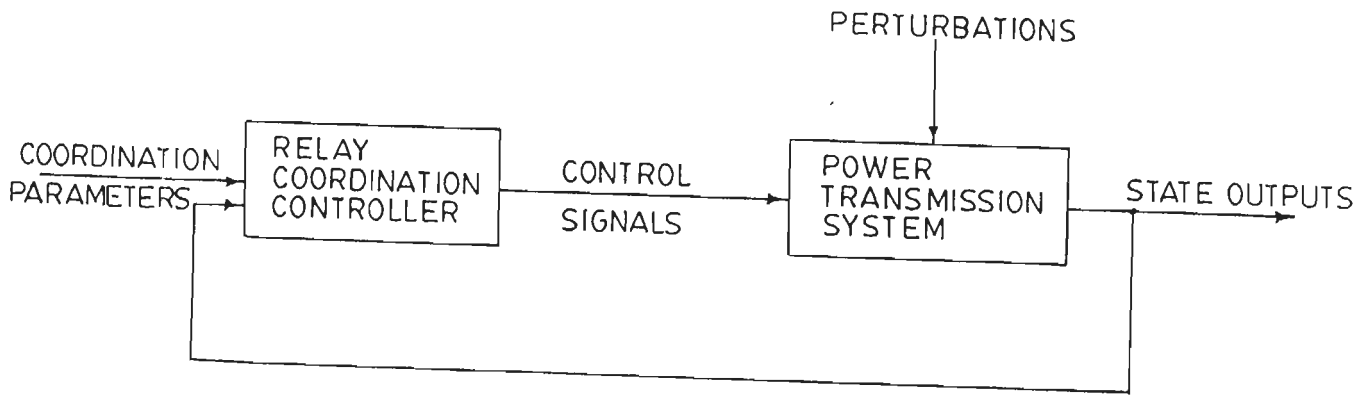 PERTURBATIONS
COORDINATION
PARAMETERS
RELAY
COORDINATION
CONTROLLER
CONTROL
SIGNALS
POWER
TRANSMISSION
SYSTEM
STATE OUTPUTS